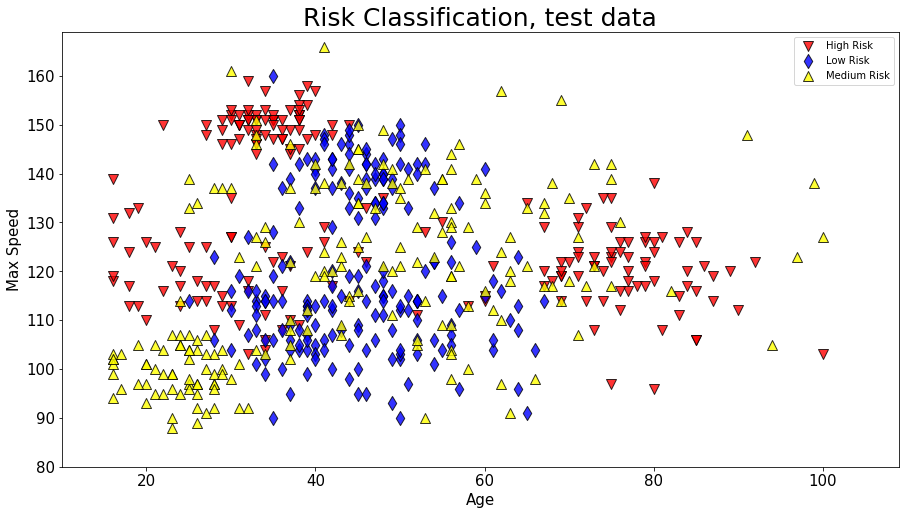 Risk Classification, test data
High Risk
Low Risk
Medium Risk
160
150
140
130
120
110
100
90
80
Max Speed
20 40 60 80 100
Age